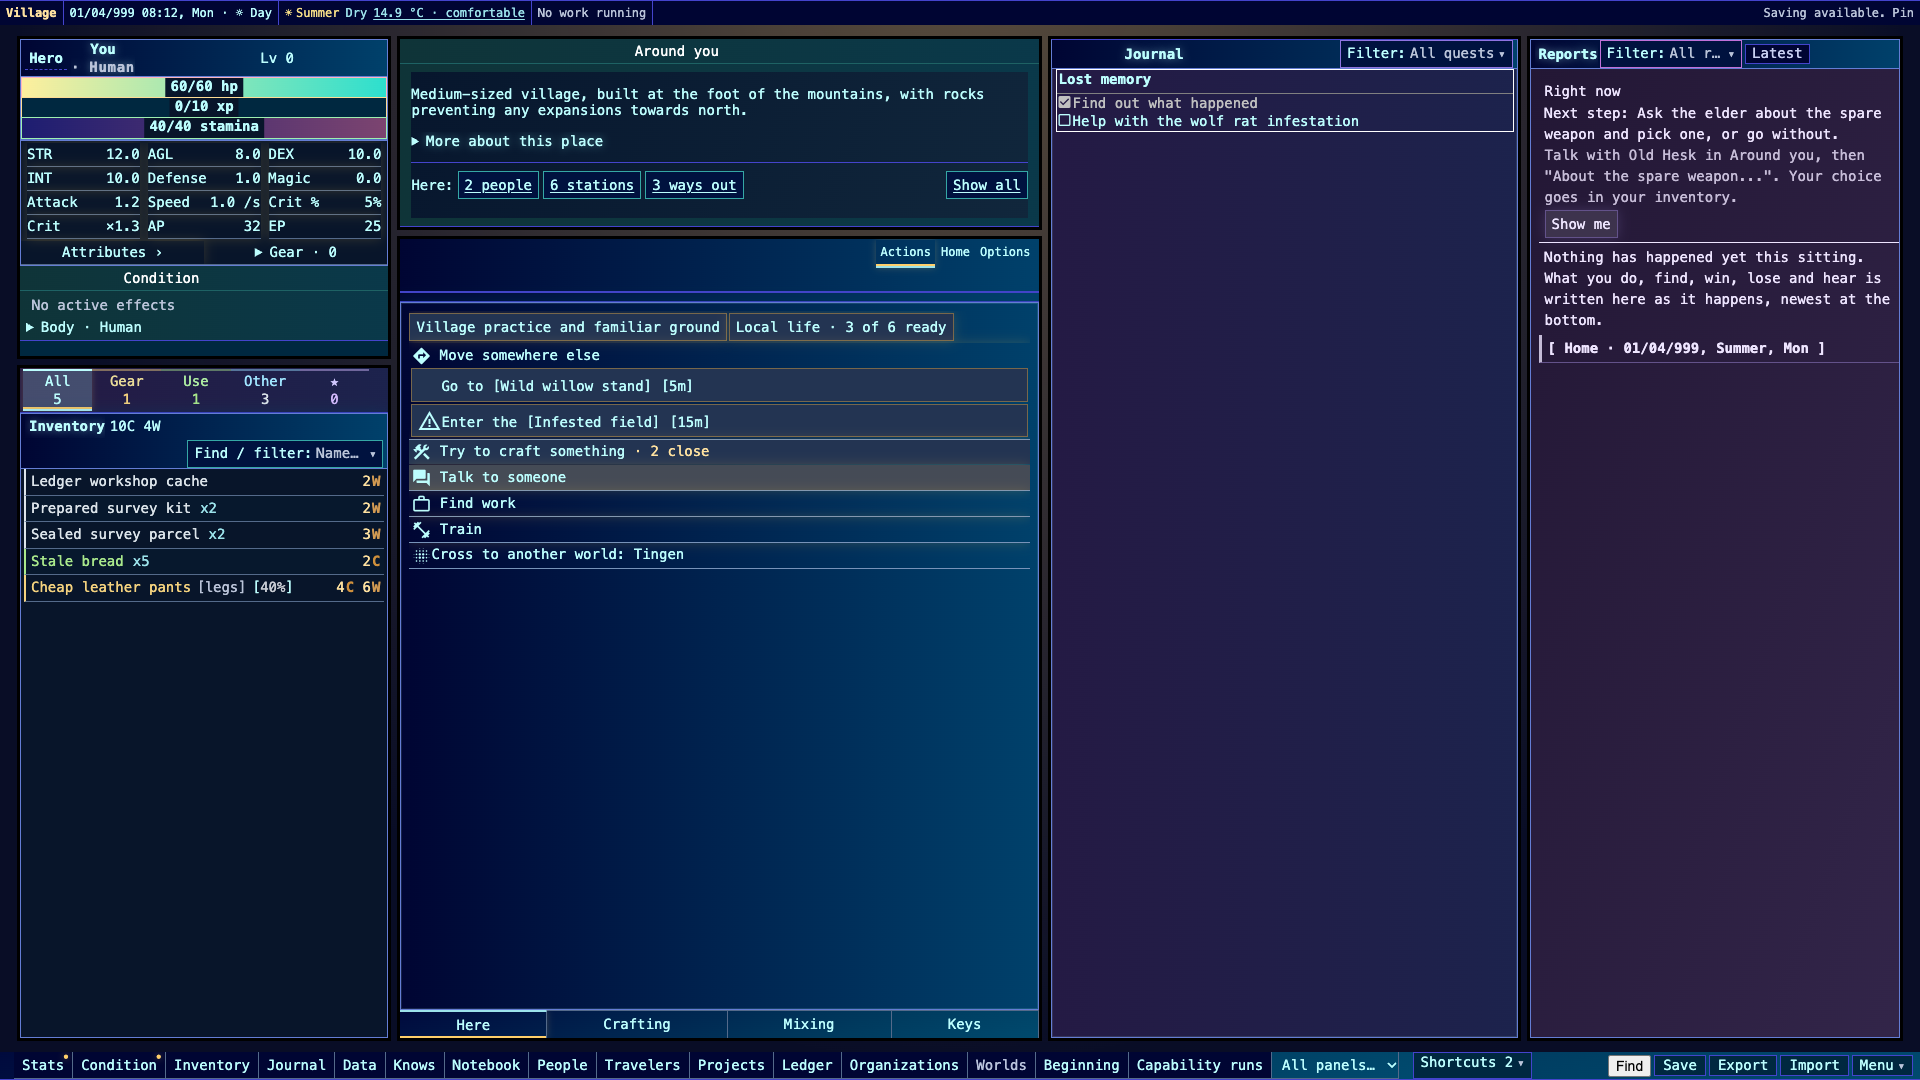 Village
01/04/999 08:12, Mon · ☀ Day
☀ Summer Dry 14.9 °C · comfortable
No work running
Saving available. Pin
Hero · You Human
Lv 0
60/60 hp
0/10 xp
40/40 stamina
STR 12.0 AGL 8.0 DEX 10.0
INT 10.0 Defense 1.0 Magic 0.0
Attack 1.2 Speed 1.0 /s Crit % 5%
Crit ×1.3 AP 32 EP 25
Attributes ›
▶ Gear · 0
Condition
No active effects
▶ Body · Human
All 5
Gear 1
Use 1
Other 3
★ 0
Inventory 10C 4W
Find / filter: Name… ▾
Ledger workshop cache 2W
Prepared survey kit x2 2W
Sealed survey parcel x2 3W
Stale bread x5 2C
Cheap leather pants [legs] [40%] 4C 6W
Around you
Medium-sized village, built at the foot of the mountains, with rocks
preventing any expansions towards north.
▶ More about this place
Here: 2 people 6 stations 3 ways out Show all
Actions Home Options
Village practice and familiar ground
Local life · 3 of 6 ready
Move somewhere else
Go to [Wild willow stand] [5m]
Enter the [Infested field] [15m]
Try to craft something · 2 close
Talk to someone
Find work
Train
Cross to another world: Tingen
Here Crafting Mixing Keys
Journal
Filter: All quests ▾
Lost memory
Find out what happened
Help with the wolf rat infestation
Reports
Filter: All r… ▾
Latest
Right now
Next step: Ask the elder about the spare
weapon and pick one, or go without.
Talk with Old Hesk in Around you, then
"About the spare weapon...". Your choice
goes in your inventory.
Show me
Nothing has happened yet this sitting.
What you do, find, win, lose and hear is
written here as it happens, newest at the
bottom.
[ Home · 01/04/999, Summer, Mon ]
Stats Condition Inventory Journal Data Knows Notebook People Travelers Projects Ledger Organizations Worlds Beginning Capability runs All panels… Shortcuts 2 ▾ Find Save Export Import Menu ▾